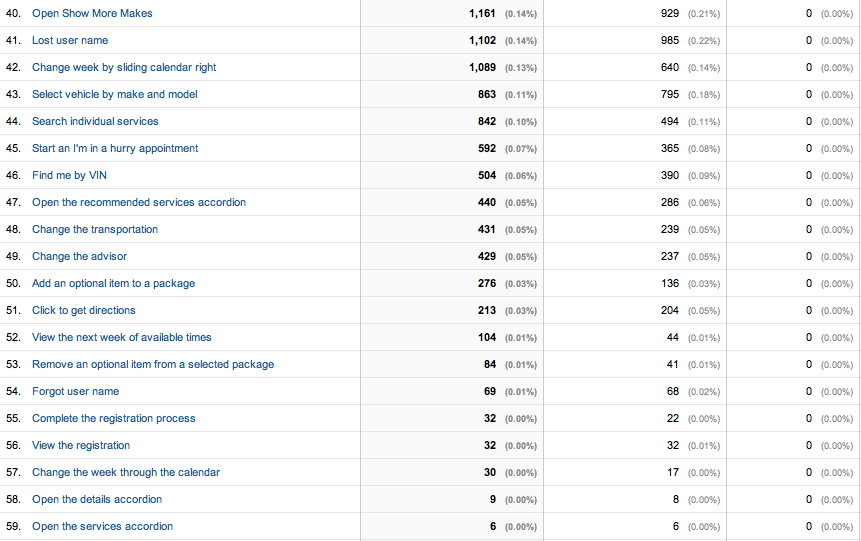 40. Open Show More Makes 1,161 (0.14%) 929 (0.21%) 0 (0.00%)
41. Lost user name 1,102 (0.14%) 985 (0.22%) 0 (0.00%)
42. Change week by sliding calendar right 1,089 (0.13%) 640 (0.14%) 0 (0.00%)
43. Select vehicle by make and model 863 (0.11%) 795 (0.18%) 0 (0.00%)
44. Search individual services 842 (0.10%) 494 (0.11%) 0 (0.00%)
45. Start an I'm in a hurry appointment 592 (0.07%) 365 (0.08%) 0 (0.00%)
46. Find me by VIN 504 (0.06%) 390 (0.09%) 0 (0.00%)
47. Open the recommended services accordion 440 (0.05%) 286 (0.06%) 0 (0.00%)
48. Change the transportation 431 (0.05%) 239 (0.05%) 0 (0.00%)
49. Change the advisor 429 (0.05%) 237 (0.05%) 0 (0.00%)
50. Add an optional item to a package 276 (0.03%) 136 (0.03%) 0 (0.00%)
51. Click to get directions 213 (0.03%) 204 (0.05%) 0 (0.00%)
52. View the next week of available times 104 (0.01%) 44 (0.01%) 0 (0.00%)
53. Remove an optional item from a selected package 84 (0.01%) 41 (0.01%) 0 (0.00%)
54. Forgot user name 69 (0.01%) 68 (0.02%) 0 (0.00%)
55. Complete the registration process 32 (0.00%) 22 (0.00%) 0 (0.00%)
56. View the registration 32 (0.00%) 32 (0.01%) 0 (0.00%)
57. Change the week through the calendar 30 (0.00%) 17 (0.00%) 0 (0.00%)
58. Open the details accordion 9 (0.00%) 8 (0.00%) 0 (0.00%)
59. Open the services accordion 6 (0.00%) 6 (0.00%) 0 (0.00%)